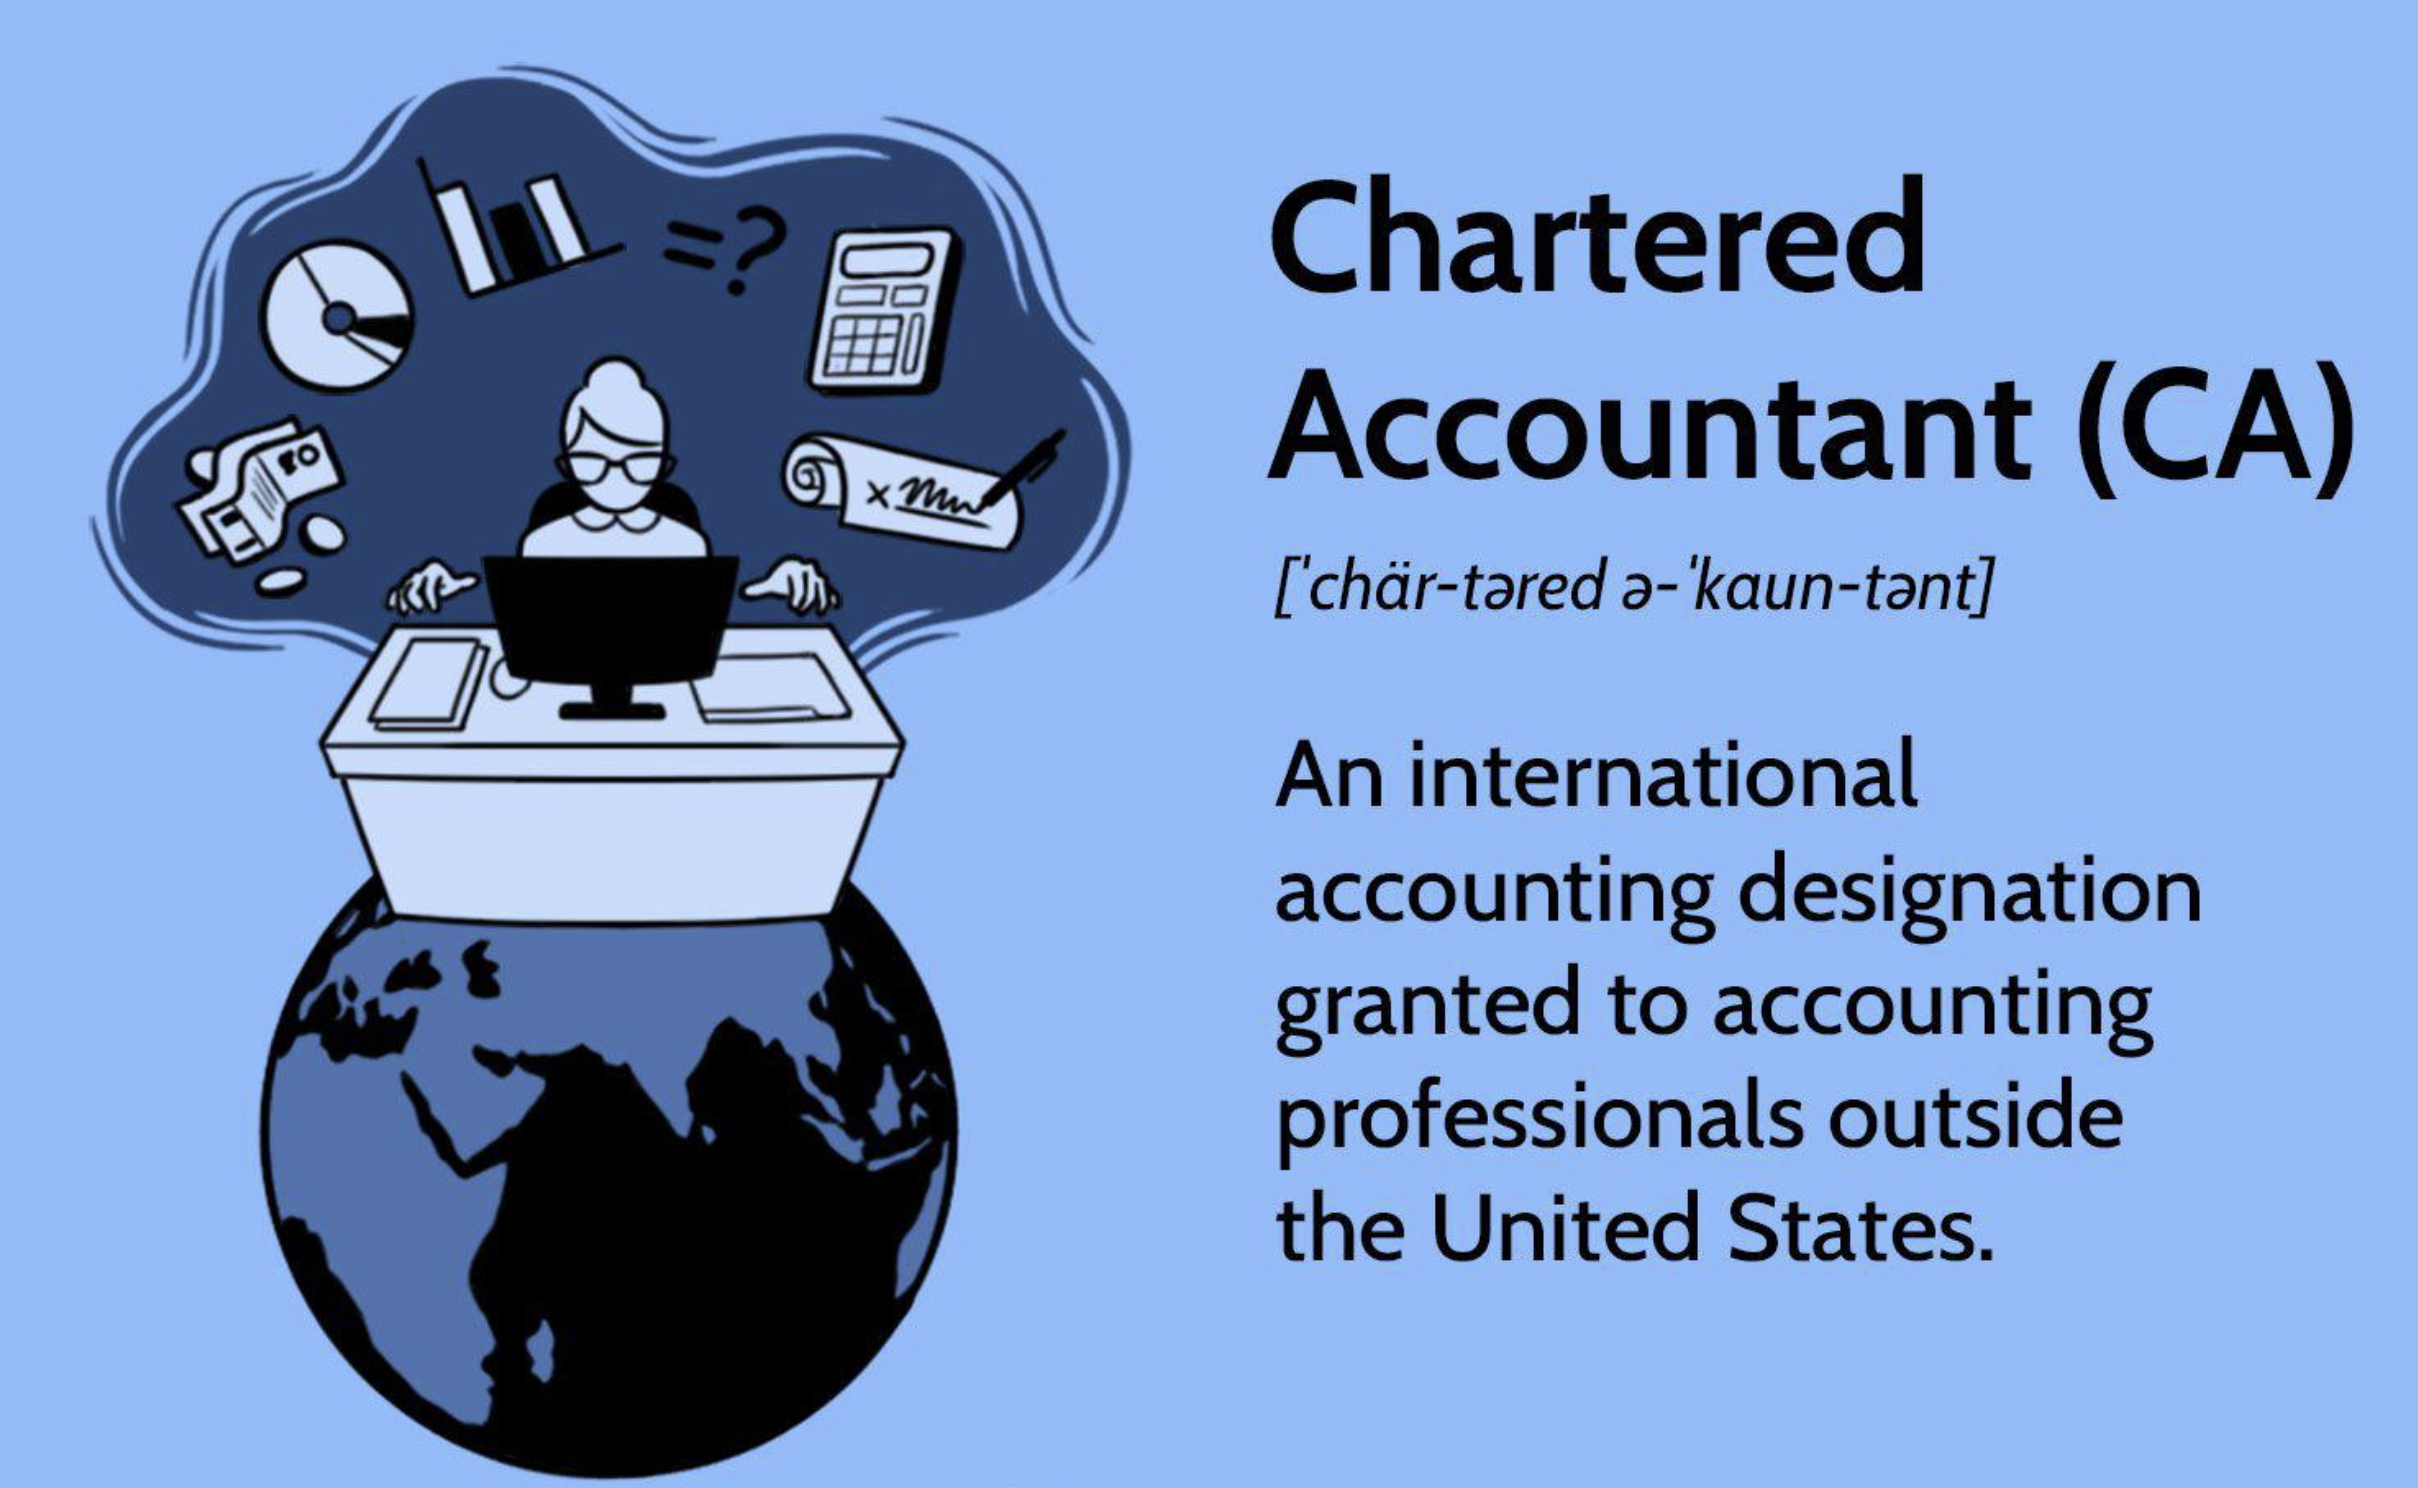 =?
x
Chartered
Accountant (CA)
['chär-təred ə-'kaun-tənt]
An international
accounting designation
granted to accounting
professionals outside
the United States.